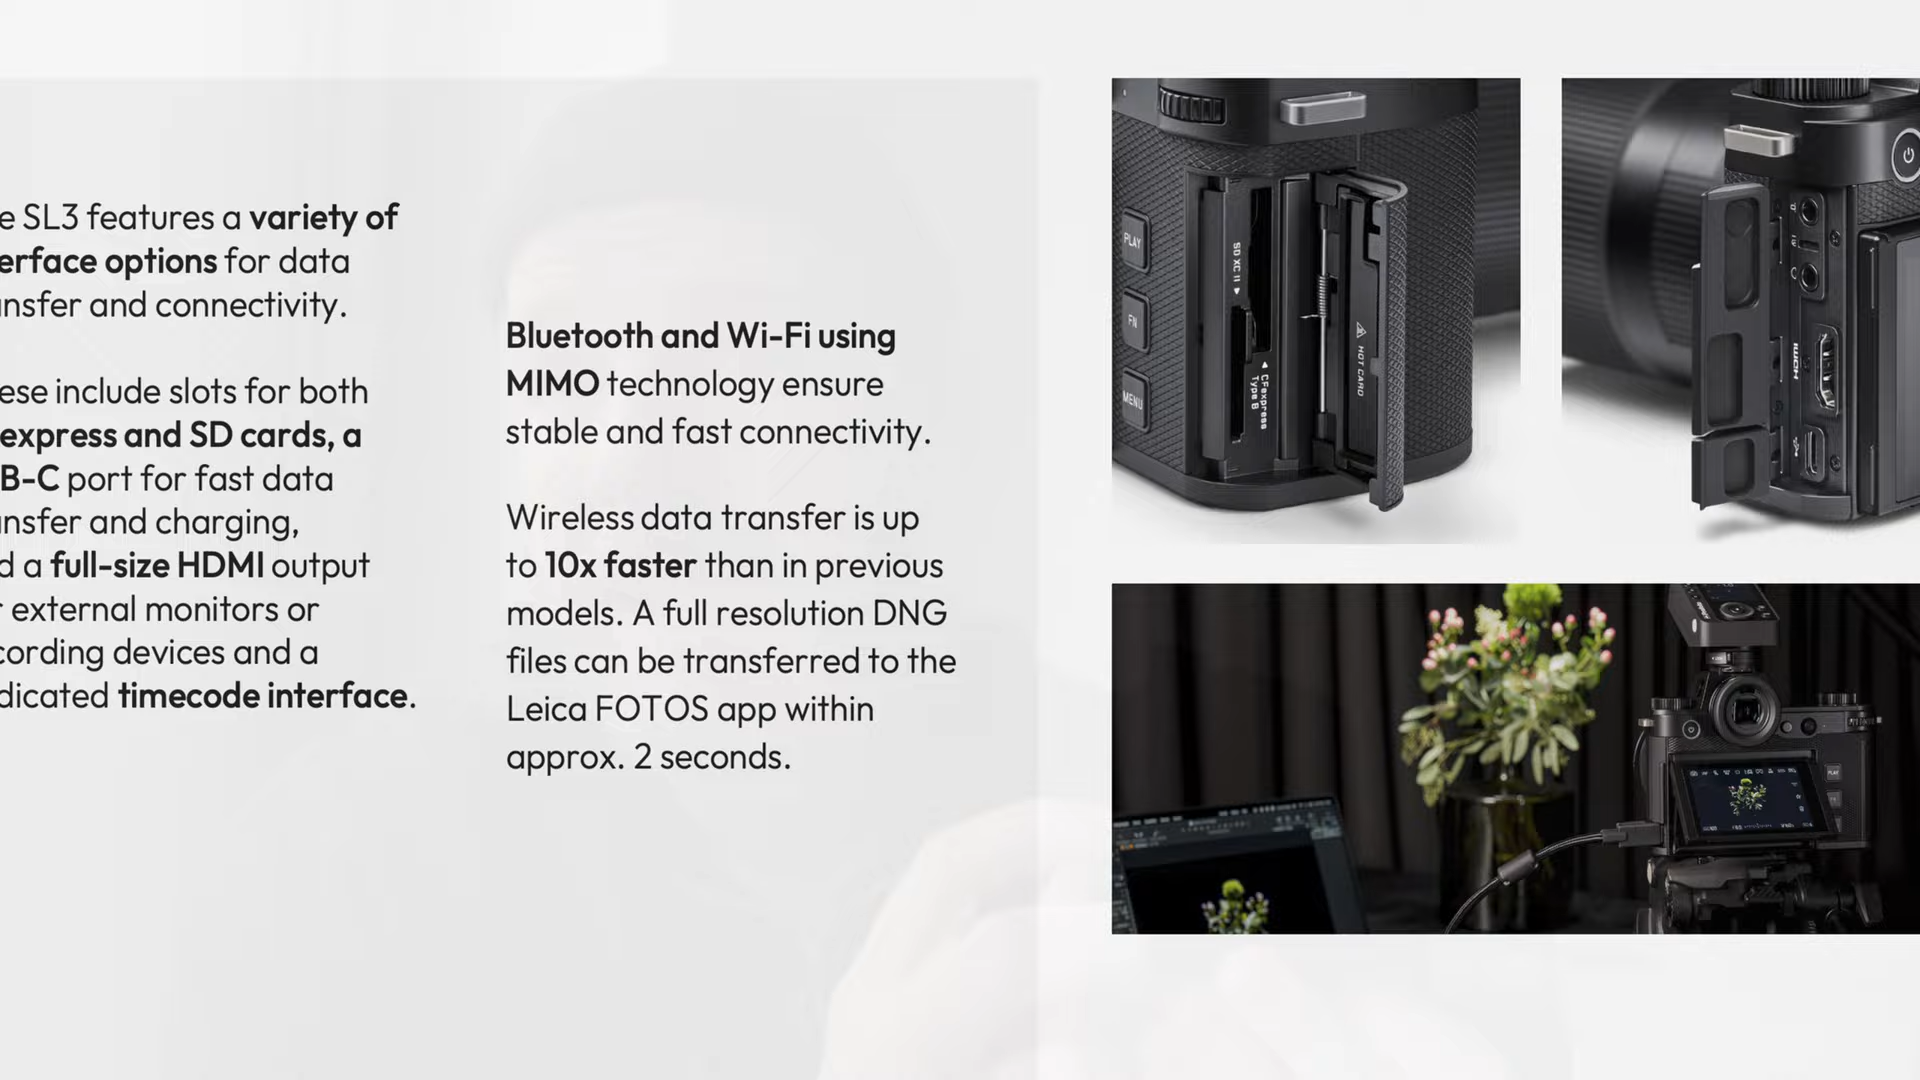 e SL3 features a variety of
erface options for data
ansfer and connectivity.
ese include slots for both
express and SD cards, a
B-C port for fast data
ansfer and charging,
d a full-size HDMI output
r external monitors or
cording devices and a
dicated timecode interface.
Bluetooth and Wi-Fi using
MIMO technology ensure
stable and fast connectivity.
Wireless data transfer is up
to 10x faster than in previous
models. A full resolution DNG
files can be transferred to the
Leica FOTOS app within
approx. 2 seconds.
PLAY
FN
MENU
SD XC II
CFexpress
Type B
HOT CARD
HDMI
PLAY